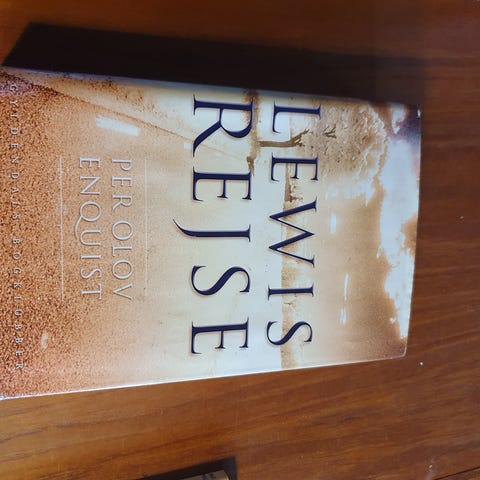 LEWIS
REJSE
PER OLOV
ENQUIST
GYLDENDALS BOGKLUBBER